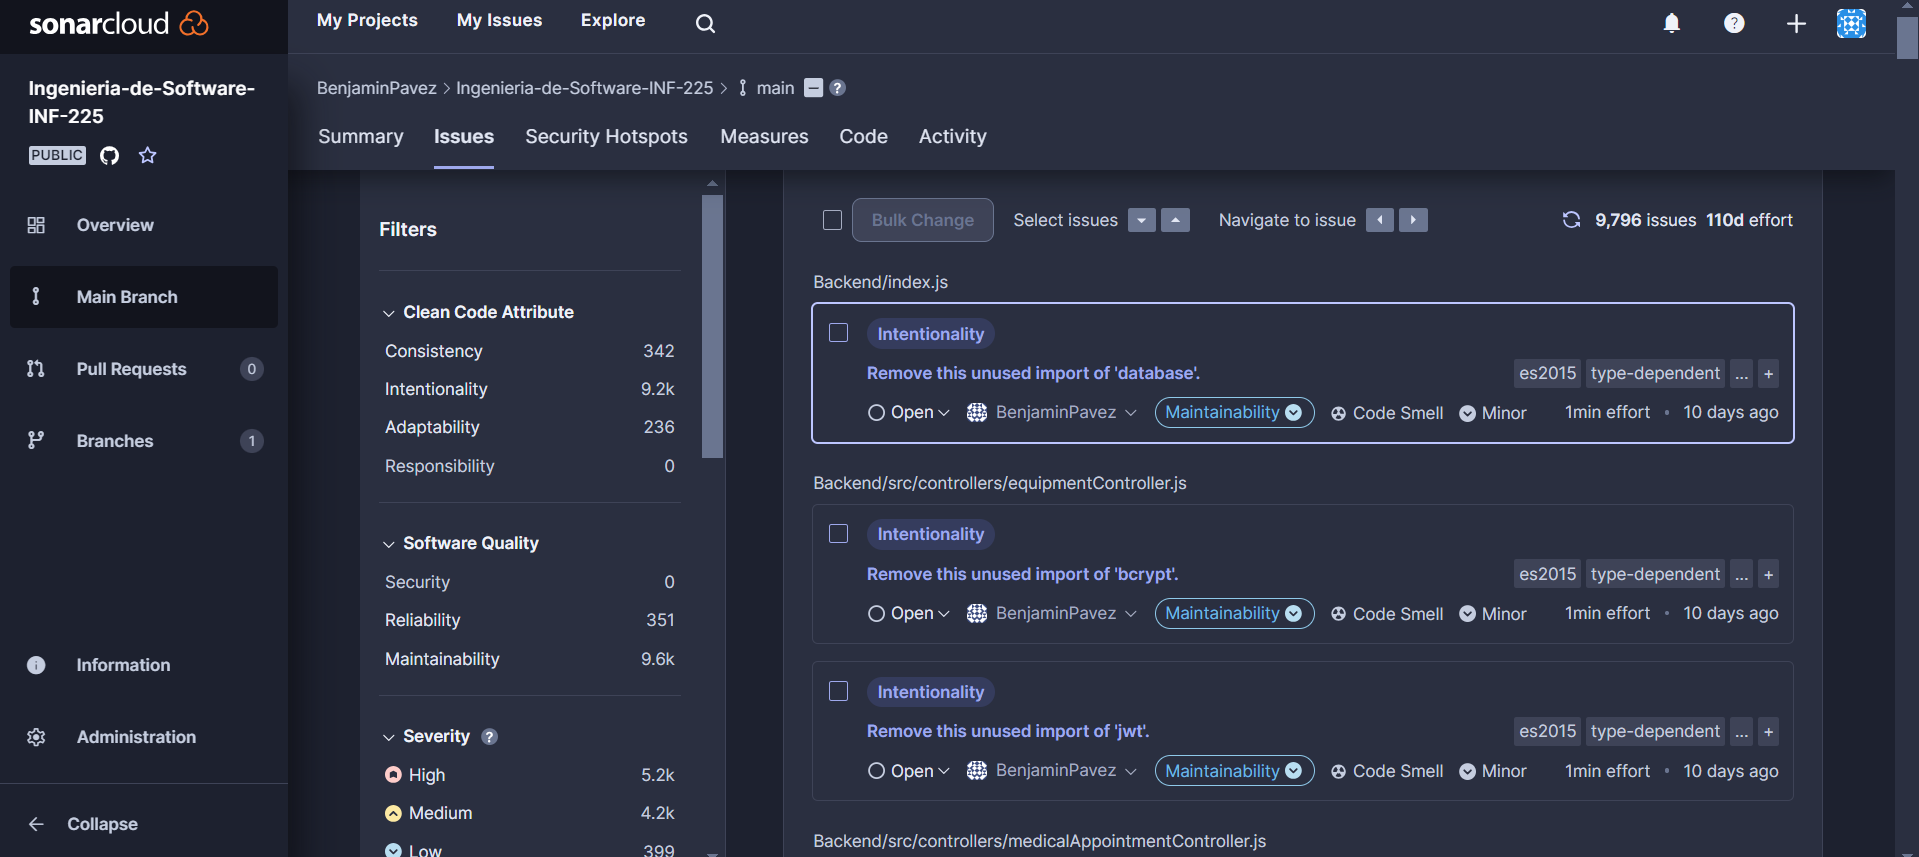 sonarcloud
My Projects
My Issues
Explore
Ingenieria-de-Software-
INF-225
PUBLIC
Overview
Main Branch
Pull Requests 0
Branches 1
Information
Administration
Collapse
BenjaminPavez > Ingenieria-de-Software-INF-225 > main ?
Summary
Issues
Security Hotspots
Measures
Code
Activity
Filters
Clean Code Attribute
Consistency 342
Intentionality 9.2k
Adaptability 236
Responsibility 0
Software Quality
Security 0
Reliability 351
Maintainability 9.6k
Severity ?
High 5.2k
Medium 4.2k
Low 399
Bulk Change Select issues Navigate to issue 9,796 issues 110d effort
Backend/index.js
Intentionality
Remove this unused import of 'database'. es2015 type-dependent ... +
Open BenjaminPavez Maintainability Code Smell Minor 1min effort • 10 days ago
Backend/src/controllers/equipmentController.js
Intentionality
Remove this unused import of 'bcrypt'. es2015 type-dependent ... +
Open BenjaminPavez Maintainability Code Smell Minor 1min effort • 10 days ago
Intentionality
Remove this unused import of 'jwt'. es2015 type-dependent ... +
Open BenjaminPavez Maintainability Code Smell Minor 1min effort • 10 days ago
Backend/src/controllers/medicalAppointmentController.js